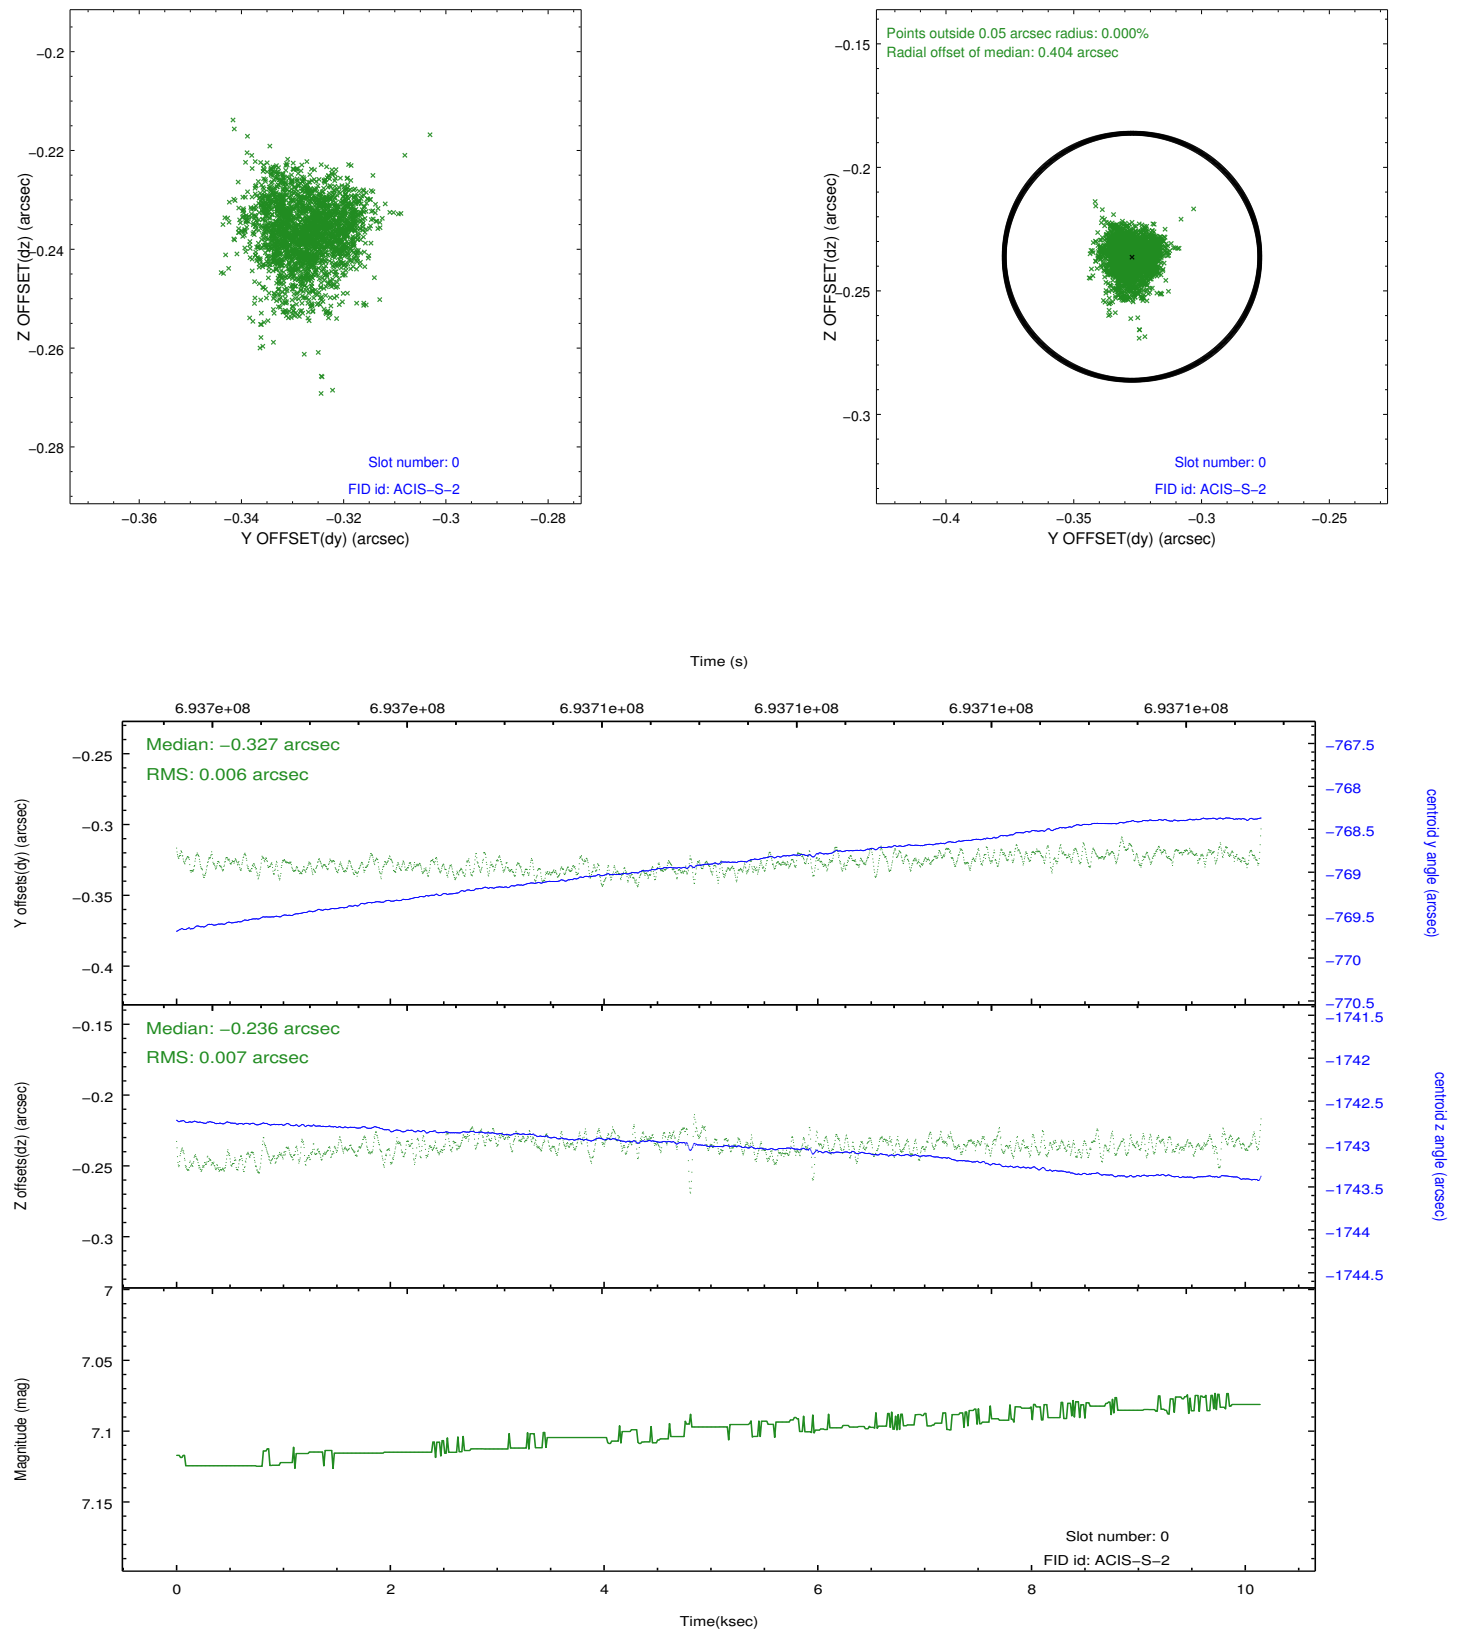 −0.2
−0.22
−0.24
−0.26
−0.28
Z OFFSET(dz) (arcsec)
Slot number: 0
FID id: ACIS−S−2
−0.36
−0.34
−0.32
−0.3
−0.28
Y OFFSET(dy) (arcsec)
Points outside 0.05 arcsec radius: 0.000%
Radial offset of median: 0.404 arcsec
−0.15
−0.2
−0.25
−0.3
Z OFFSET(dz) (arcsec)
Slot number: 0
FID id: ACIS−S−2
−0.4
−0.35
−0.3
−0.25
Y OFFSET(dy) (arcsec)
Time (s)
6.937e+08
6.937e+08
6.9371e+08
6.9371e+08
6.9371e+08
6.9371e+08
Median: −0.327 arcsec
RMS: 0.006 arcsec
−0.25
−0.3
−0.35
−0.4
Y offsets(dy) (arcsec)
−767.5
−768
−768.5
−769
−769.5
−770
−770.5
centroid y angle (arcsec)
Median: −0.236 arcsec
RMS: 0.007 arcsec
−0.15
−0.2
−0.25
−0.3
Z offsets(dz) (arcsec)
−1741.5
−1742
−1742.5
−1743
−1743.5
−1744
−1744.5
centroid z angle (arcsec)
7
7.05
7.1
7.15
Magnitude (mag)
Slot number: 0
FID id: ACIS−S−2
0
2
4
6
8
10
Time(ksec)